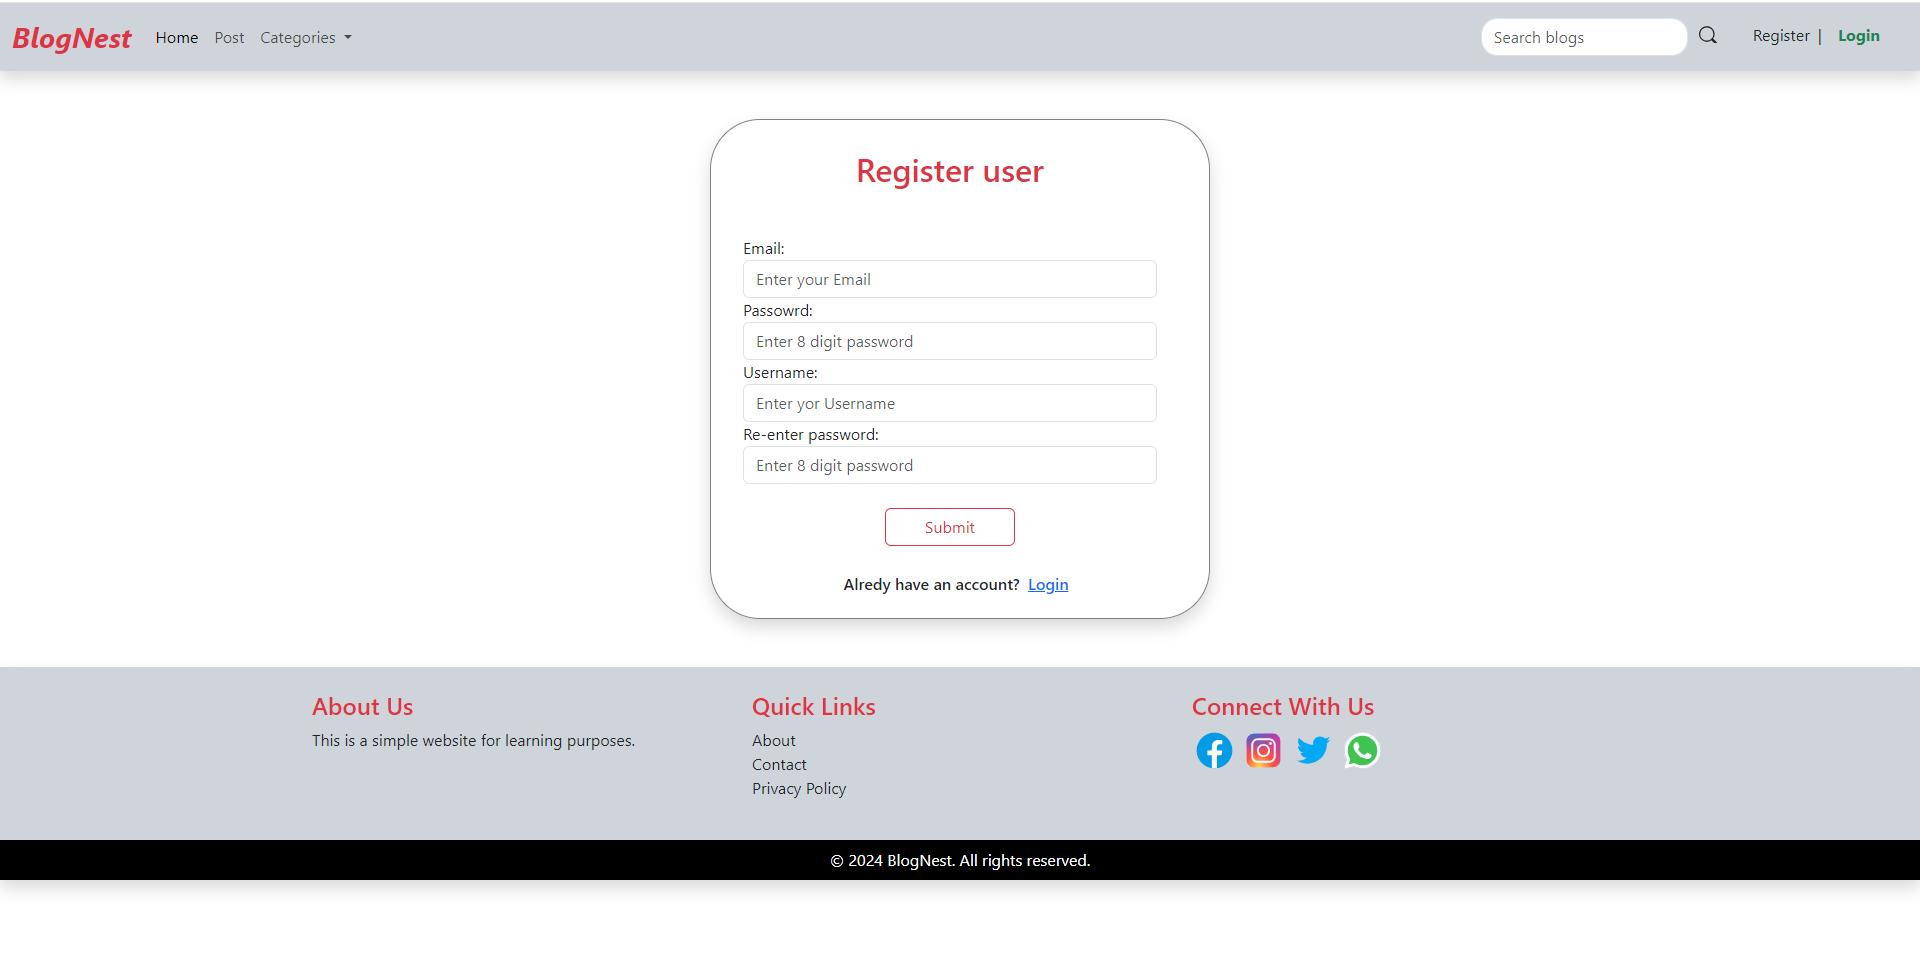 BlogNest Home Post Categories Search blogs Register | Login
Register user
Email:
Enter your Email
Passowrd:
Enter 8 digit password
Username:
Enter yor Username
Re-enter password:
Enter 8 digit password
Submit
Alredy have an account? Login
About Us
This is a simple website for learning purposes.
Quick Links
About
Contact
Privacy Policy
Connect With Us
© 2024 BlogNest. All rights reserved.